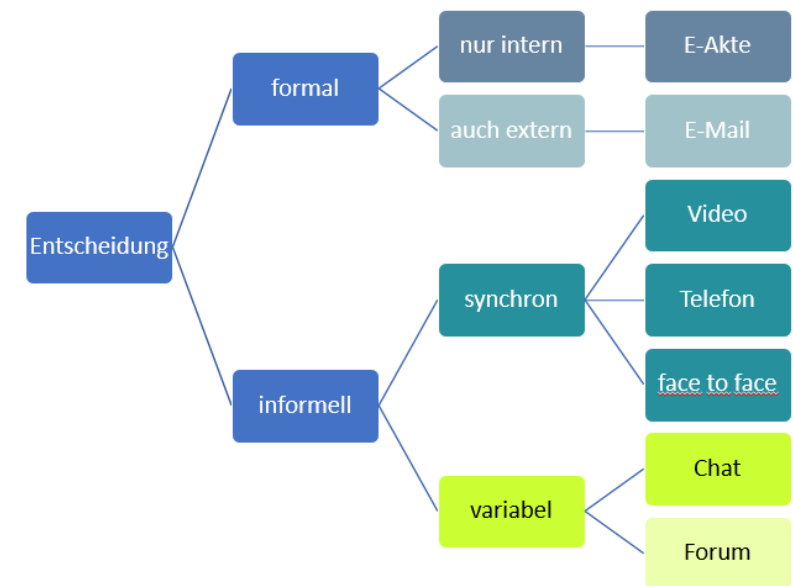 nur intern
E-Akte
formal
auch extern
E-Mail
Video
Entscheidung
synchron
Telefon
face to face
informell
Chat
variabel
Forum